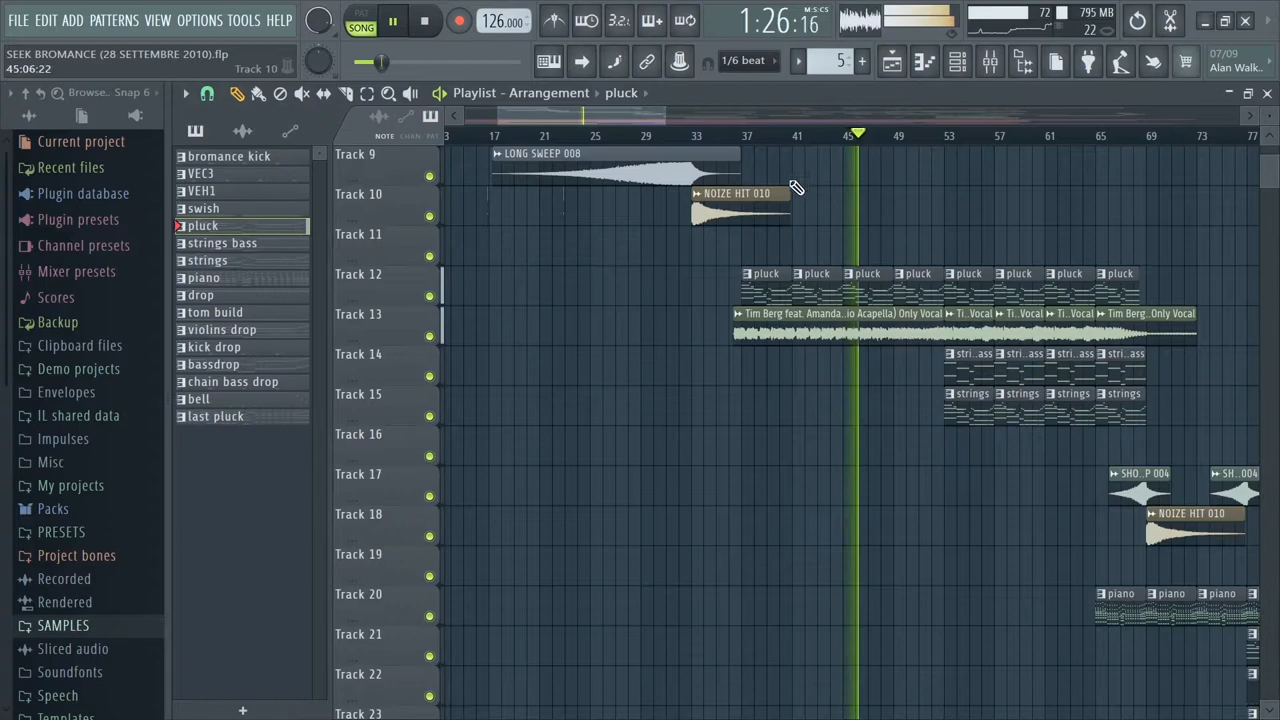 FILE EDIT ADD PATTERNS VIEW OPTIONS TOOLS HELP
PAT
SONG
126.000
3.2
1:26:16
M:S:CS
72
795 MB
22
SEEK BROMANCE (28 SETTEMBRE 2010).flp
45:06:22
Track 10
1/6 beat
5
07/09
Alan Walk..
Browse.. Snap 6
Playlist - Arrangement
pluck
NOTE CHAN PAT
3 17 21 25 29 33 37 41 45 49 53 57 61 65 69 73 77
Current project
Recent files
Plugin database
Plugin presets
Channel presets
Mixer presets
Scores
Backup
Clipboard files
Demo projects
Envelopes
IL shared data
Impulses
Misc
My projects
Packs
PRESETS
Project bones
Recorded
Rendered
SAMPLES
Sliced audio
Soundfonts
Speech
Templates
bromance kick
VEC3
VEH1
swish
pluck
strings bass
strings
piano
drop
tom build
violins drop
kick drop
bassdrop
chain bass drop
bell
last pluck
Track 9
LONG SWEEP 008
Track 10
NOIZE HIT 010
Track 11
Track 12
pluck pluck pluck pluck pluck pluck pluck pluck
Track 13
Tim Berg feat. Amanda..io Acapella) Only Vocal Ti..Vocal Ti..Vocal Ti..Vocal Tim Berg..Only Vocal
Track 14
stri..ass stri..ass stri..ass stri..ass
Track 15
strings strings strings strings
Track 16
Track 17
SHO..P 004 SH..004
Track 18
NOIZE HIT 010
Track 19
Track 20
piano piano piano
Track 21
Track 22
Track 23